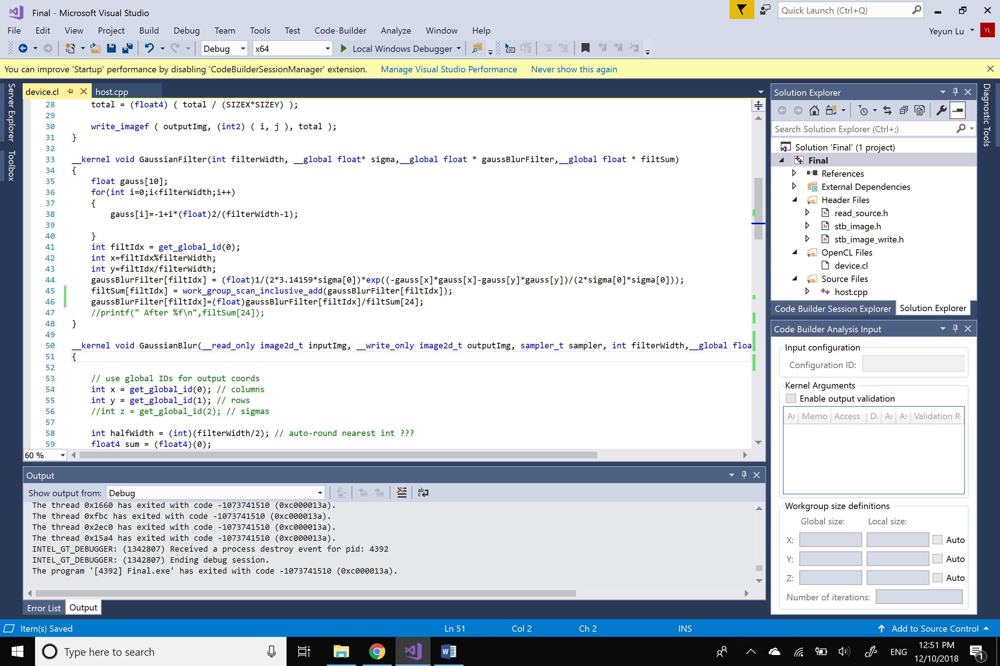 Final - Microsoft Visual Studio
Quick Launch (Ctrl+Q)
File Edit View Project Build Debug Team Tools Test Code-Builder Analyze Window Help
Yeyun Lu YL
Debug x64 Local Windows Debugger
You can improve 'Startup' performance by disabling 'CodeBuilderSessionManager' extension. Manage Visual Studio Performance Never show this again
Server Explorer
Toolbox
device.cl host.cpp
28 total = (float4) ( total / (SIZEX*SIZEY) );
29
30 write_imagef ( outputImg, (int2) ( i, j ), total );
31 }
32
33 __kernel void GaussianFilter(int filterWidth, __global float* sigma,__global float * gaussBlurFilter,__global float * filtSum)
34 {
35 float gauss[10];
36 for(int i=0;i<filterWidth;i++)
37 {
38 gauss[i]=-1+i*(float)2/(filterWidth-1);
39
40 }
41 int filtIdx = get_global_id(0);
42 int x=filtIdx%filterWidth;
43 int y=filtIdx/filterWidth;
44 gaussBlurFilter[filtIdx] = (float)1/(2*3.14159*sigma[0])*exp((-gauss[x]*gauss[x]-gauss[y]*gauss[y])/(2*sigma[0]*sigma[0]));
45 filtSum[filtIdx] = work_group_scan_inclusive_add(gaussBlurFilter[filtIdx]);
46 gaussBlurFilter[filtIdx]=(float)gaussBlurFilter[filtIdx]/filtSum[24];
47 //printf(" After %f\n",filtSum[24]);
48 }
49
50 __kernel void GaussianBlur(__read_only image2d_t inputImg, __write_only image2d_t outputImg, sampler_t sampler, int filterWidth,__global floa
51 {
52
53 // use global IDs for output coords
54 int x = get_global_id(0); // columns
55 int y = get_global_id(1); // rows
56 //int z = get_global_id(2); // sigmas
57
58 int halfWidth = (int)(filterWidth/2); // auto-round nearest int ???
59 float4 sum = (float4)(0);
60 %
Output
Show output from: Debug
The thread 0x1660 has exited with code -1073741510 (0xc000013a).
The thread 0xfbc has exited with code -1073741510 (0xc000013a).
The thread 0x2ec0 has exited with code -1073741510 (0xc000013a).
The thread 0x15a4 has exited with code -1073741510 (0xc000013a).
INTEL_GT_DEBUGGER: (1342807) Received a process destroy event for pid: 4392
INTEL_GT_DEBUGGER: (1342807) Ending debug session.
The program '[4392] Final.exe' has exited with code -1073741510 (0xc000013a).
Error List Output
Solution Explorer
Search Solution Explorer (Ctrl+;)
Solution 'Final' (1 project)
Final
References
External Dependencies
Header Files
read_source.h
stb_image.h
stb_image_write.h
OpenCL Files
device.cl
Source Files
host.cpp
Code Builder Session Explorer Solution Explorer
Diagnostic Tools
Code Builder Analysis Input
Input configuration
Configuration ID:
Kernel Arguments
Enable output validation
Ar Memo Access Da Ar As Validation R
Workgroup size definitions
Global size: Local size:
X: Auto
Y: Auto
Z: Auto
Number of iterations:
Item(s) Saved Ln 51 Col 2 Ch 2 INS Add to Source Control
Type here to search
ENG 12:51 PM
12/10/2018 1